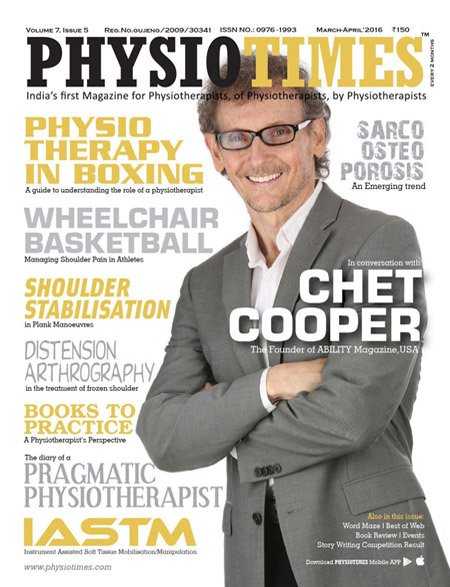 VOLUME 7, ISSUE 5 REG.NO.GUJENG/2009/30341 ISSN NO.: 0976 -1993 MARCH-APRIL'2016 ₹150
PHYSIOTIMES™
EVERY 2 MONTHS
India's first Magazine for Physiotherapists, of Physiotherapists, by Physiotherapists
PHYSIO
THERAPY
IN BOXING
A guide to understanding the role of a physiotherapist
SARCO
OSTEO
POROSIS
An Emerging trend
WHEELCHAIR
BASKETBALL
Managing Shoulder Pain in Athletes
In conversation with
CHET
COOPER
The Founder of ABILITY Magazine,USA
SHOULDER
STABILISATION
in Plank Manoeuvres
DISTENSION
ARTHROGRAPHY
in the treatment of frozen shoulder
BOOKS TO
PRACTICE
A Physiotherapist's Perspective
The diary of a
PRAGMATIC
PHYSIOTHERAPIST
IASTM
Instrument Assisted Soft Tissue Mobilisation/Manipulation
www.physiotimes.com
Also in this issue:
Word Maze | Best of Web
Book Review | Events
Story Writing Competition Result
Download PHYSIOTIMES Mobile APP